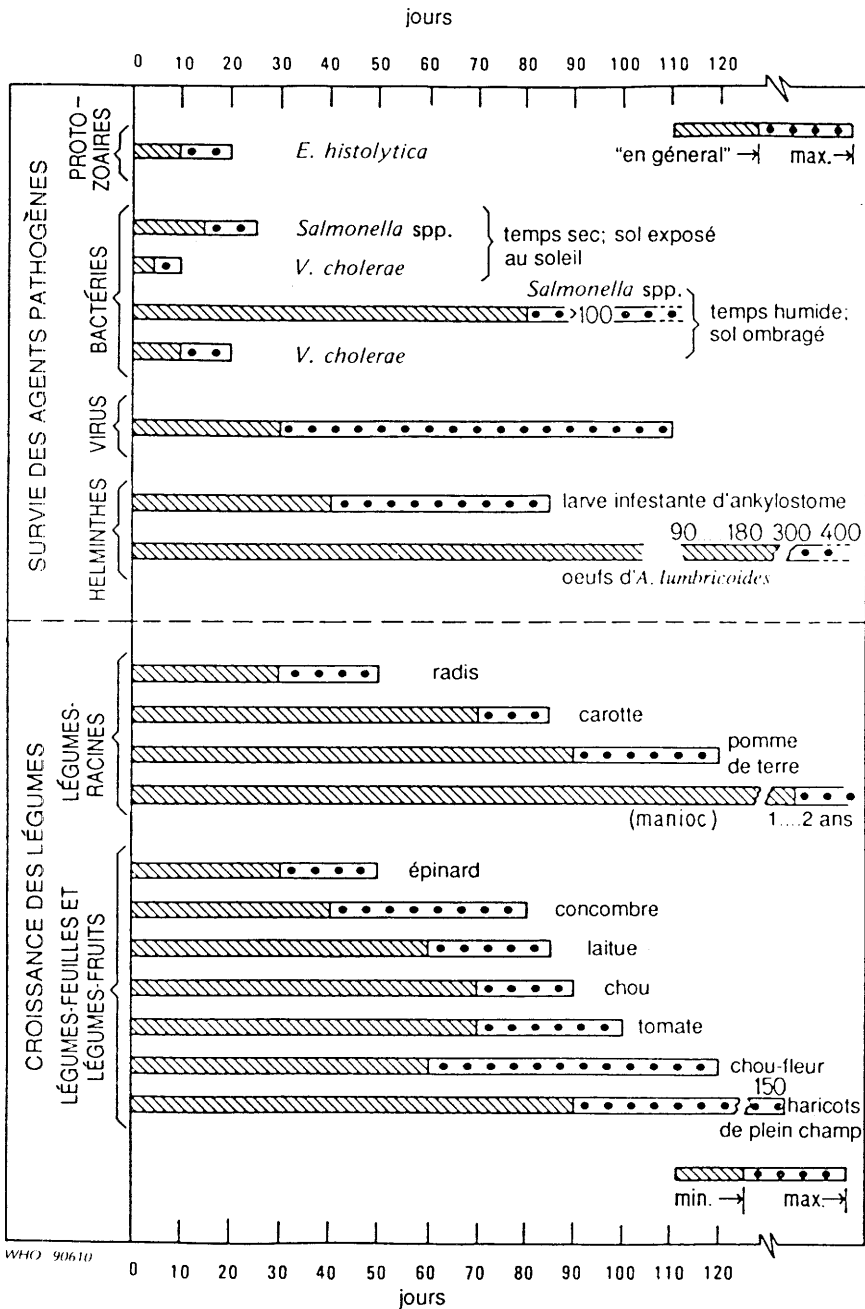 jours
0 10 20 30 40 50 60 70 80 90 100 110 120
SURVIE DES AGENTS PATHOGÈNES
PROTO-
ZOAIRES
E. histolytica
"en géneral" → max. →
BACTÉRIES
Salmonella spp.
V. cholerae
temps sec; sol exposé
au soleil
Salmonella spp.
>100
V. cholerae
temps humide;
sol ombragé
VIRUS
HELMINTHES
larve infestante d'ankylostome
90 ... 180 300 400
oeufs d'A. lumbricoides
CROISSANCE DES LÉGUMES
LÉGUMES-
RACINES
radis
carotte
pomme
de terre
(manioc) 1....2 ans
LÉGUMES-FEUILLES ET
LÉGUMES-FRUITS
épinard
concombre
laitue
chou
tomate
chou-fleur
150
haricots
de plein champ
min. → max. →
WHO 90610
0 10 20 30 40 50 60 70 80 90 100 110 120
jours